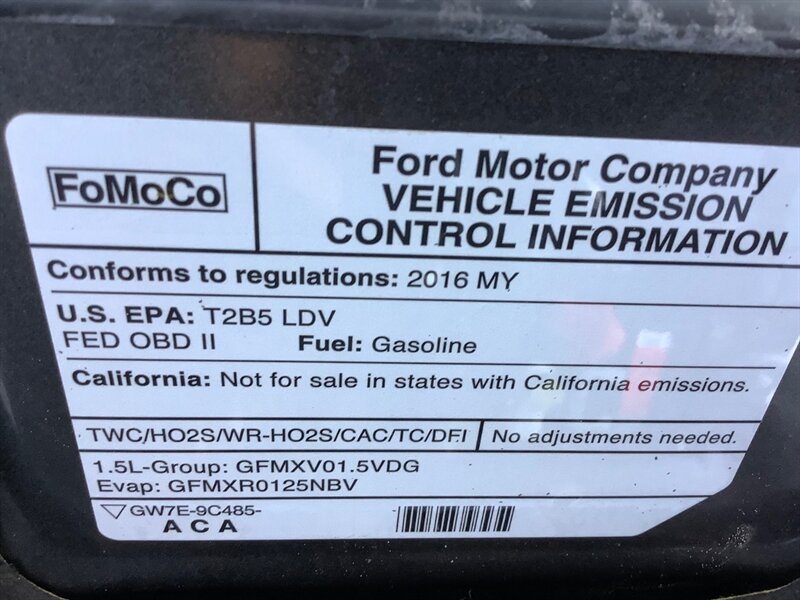 FoMoCo
Ford Motor Company
VEHICLE EMISSION
CONTROL INFORMATION
Conforms to regulations: 2016 MY
U.S. EPA: T2B5 LDV
FED OBD II Fuel: Gasoline
California: Not for sale in states with California emissions.
TWC/HO2S/WR-HO2S/CAC/TC/DFI No adjustments needed.
1.5L-Group: GFMXV01.5VDG
Evap: GFMXR0125NBV
GW7E-9C485-
A C A